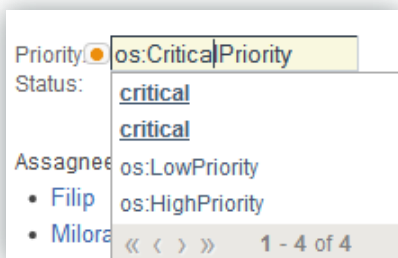 Priority: os:CriticalPriority
Status:
critical
critical
Assagnee
os:LowPriority
os:HighPriority
• Filip
• Milora
« ‹ › » 1 - 4 of 4